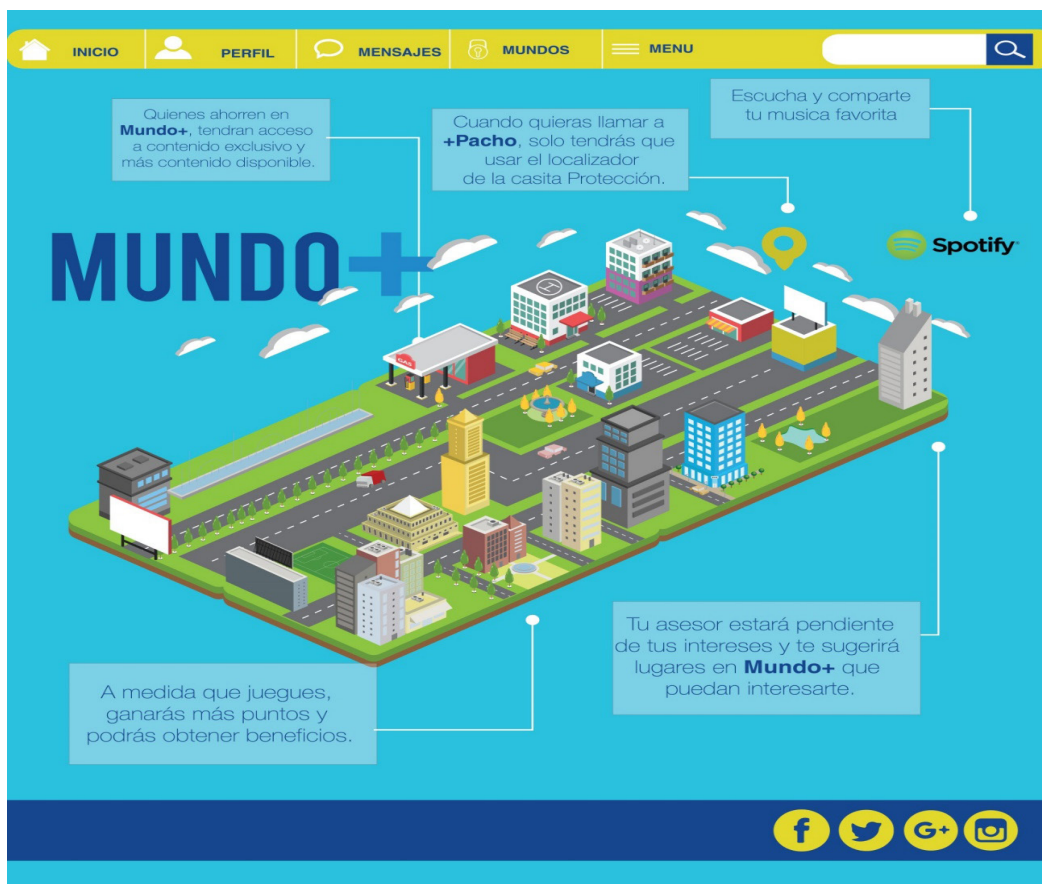 INICIO
PERFIL
MENSAJES
MUNDOS
MENU
Quienes ahorren en
Mundo+, tendran acceso
a contenido exclusivo y
más contenido disponible.
Cuando quieras llamar a
+Pacho, solo tendrás que
usar el localizador
de la casita Protección.
Escucha y comparte
tu musica favorita
MUNDO+
Spotify
GAS
Tu asesor estará pendiente
de tus intereses y te sugerirá
lugares en Mundo+ que
puedan interesarte.
A medida que juegues,
ganarás más puntos y
podrás obtener beneficios.
f
G+